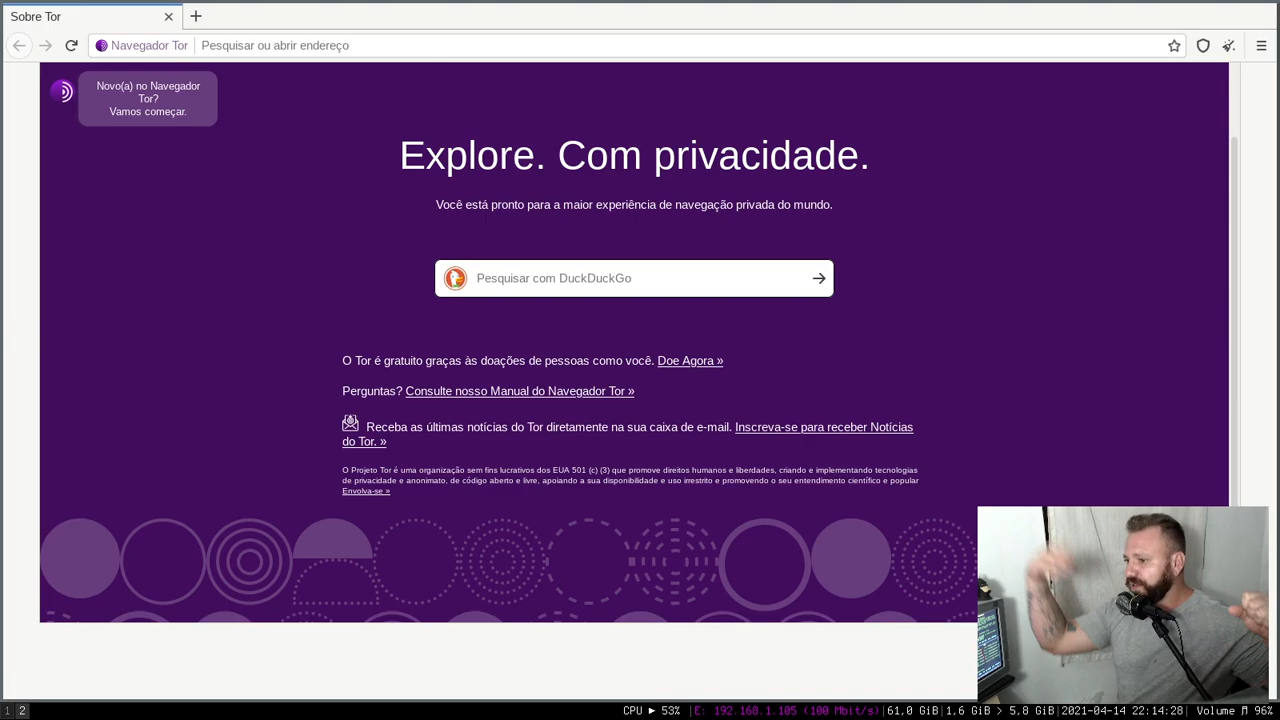 Sobre Tor
Navegador Tor
Pesquisar ou abrir endereço
Novo(a) no Navegador
Tor?
Vamos começar.
Explore. Com privacidade.
Você está pronto para a maior experiência de navegação privada do mundo.
Pesquisar com DuckDuckGo
O Tor é gratuito graças às doações de pessoas como você. Doe Agora »
Perguntas? Consulte nosso Manual do Navegador Tor »
Receba as últimas notícias do Tor diretamente na sua caixa de e-mail. Inscreva-se para receber Notícias
do Tor. »
O Projeto Tor é uma organização sem fins lucrativos dos EUA 501 (c) (3) que promove direitos humanos e liberdades, criando e implementando tecnologias
de privacidade e anonimato, de código aberto e livre, apoiando a sua disponibilidade e uso irrestrito e promovendo o seu entendimento científico e popular
Envolva-se »
1 2 CPU ► 53% |E: 192.168.1.105 (100 Mbit/s)|61,0 GiB|1,6 GiB > 5,8 GiB|2021-04-14 22:14:28| Volume ♬ 96%